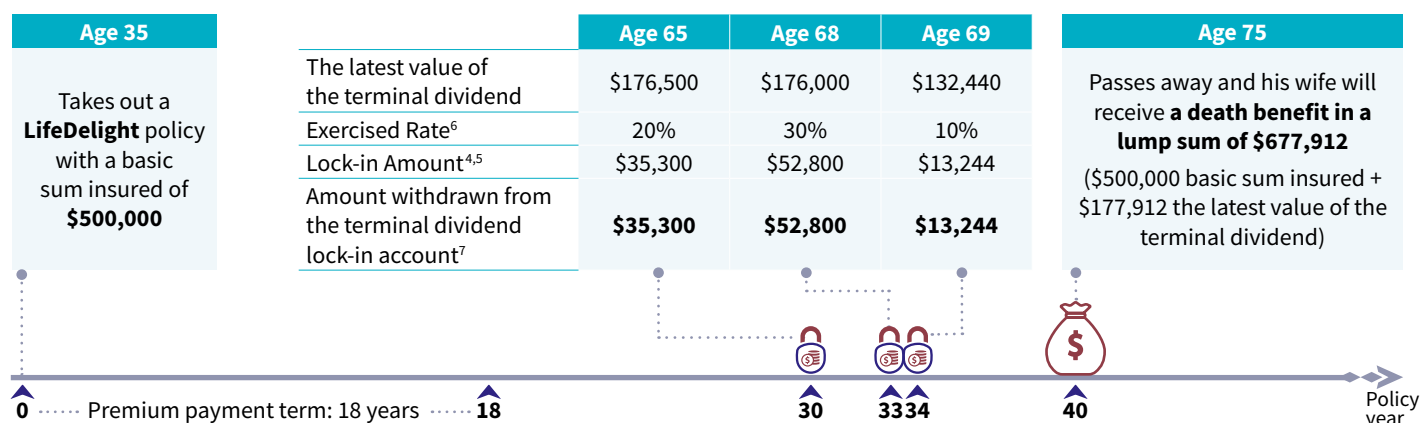 Age 35
Takes out a
LifeDelight policy
with a basic
sum insured of
$500,000
Age 65 Age 68 Age 69
The latest value of
the terminal dividend
$176,500 $176,000 $132,440
Exercised Rate6 20% 30% 10%
Lock-in Amount4,5 $35,300 $52,800 $13,244
Amount withdrawn from
the terminal dividend
lock-in account7
$35,300 $52,800 $13,244
Age 75
Passes away and his wife will
receive a death benefit in a
lump sum of $677,912
($500,000 basic sum insured +
$177,912 the latest value of the
terminal dividend)
$
0 Premium payment term: 18 years 18 30 33 34 40
Policy
year